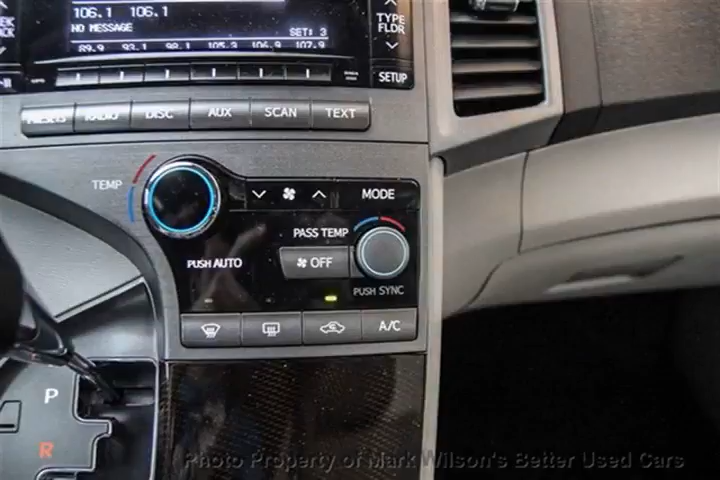 106.1 106.1
TYPE
FLDR
NO MESSAGE
SET: 3
89.9 93.1 98.1 105.3 106.9 107.9
SETUP
RADIO DISC AUX SCAN TEXT
TEMP
MODE
PASS TEMP
OFF
PUSH AUTO
PUSH SYNC
A/C
P
R
Photo Property of Mark Wilson's Better Used Cars